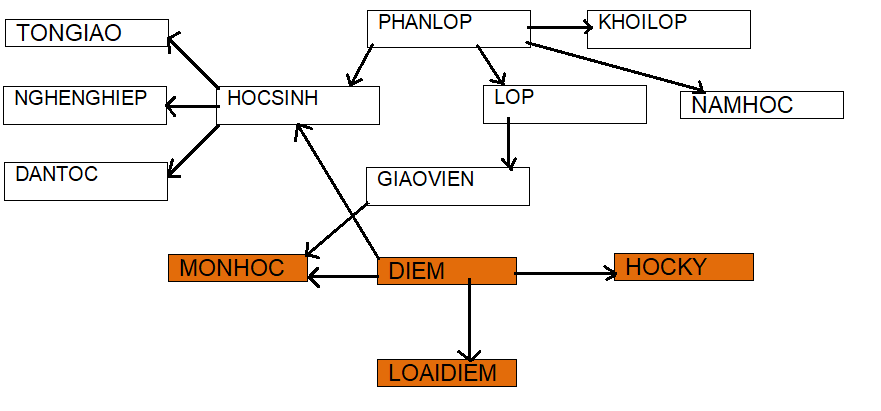 PHANLOP
KHOILOP
TONGIAO
NGHENGHIEP
HOCSINH
LOP
NAMHOC
DANTOC
GIAOVIEN
MONHOC
DIEM
HOCKY
LOAIDIEM